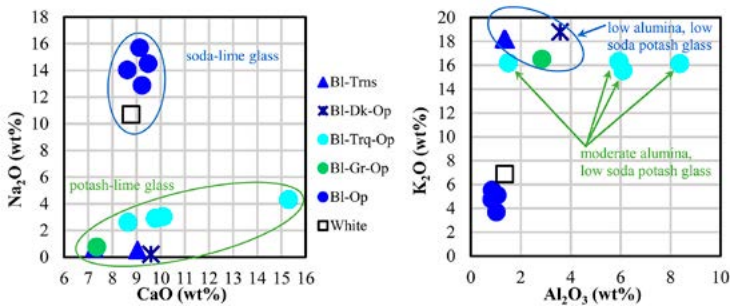 18
16
14
12
10
8
6
4
2
0
Na₂O (wt%)
soda-lime glass
potash-lime glass
6 7 8 9 10 11 12 13 14 15 16
CaO (wt%)
Bl-Trns
Bl-Dk-Op
Bl-Trq-Op
Bl-Gr-Op
Bl-Op
White
20
18
16
14
12
10
8
6
4
2
0
K₂O (wt%)
low alumina, low
soda potash glass
moderate alumina,
low soda potash glass
0 2 4 6 8 10
Al₂O₃ (wt%)